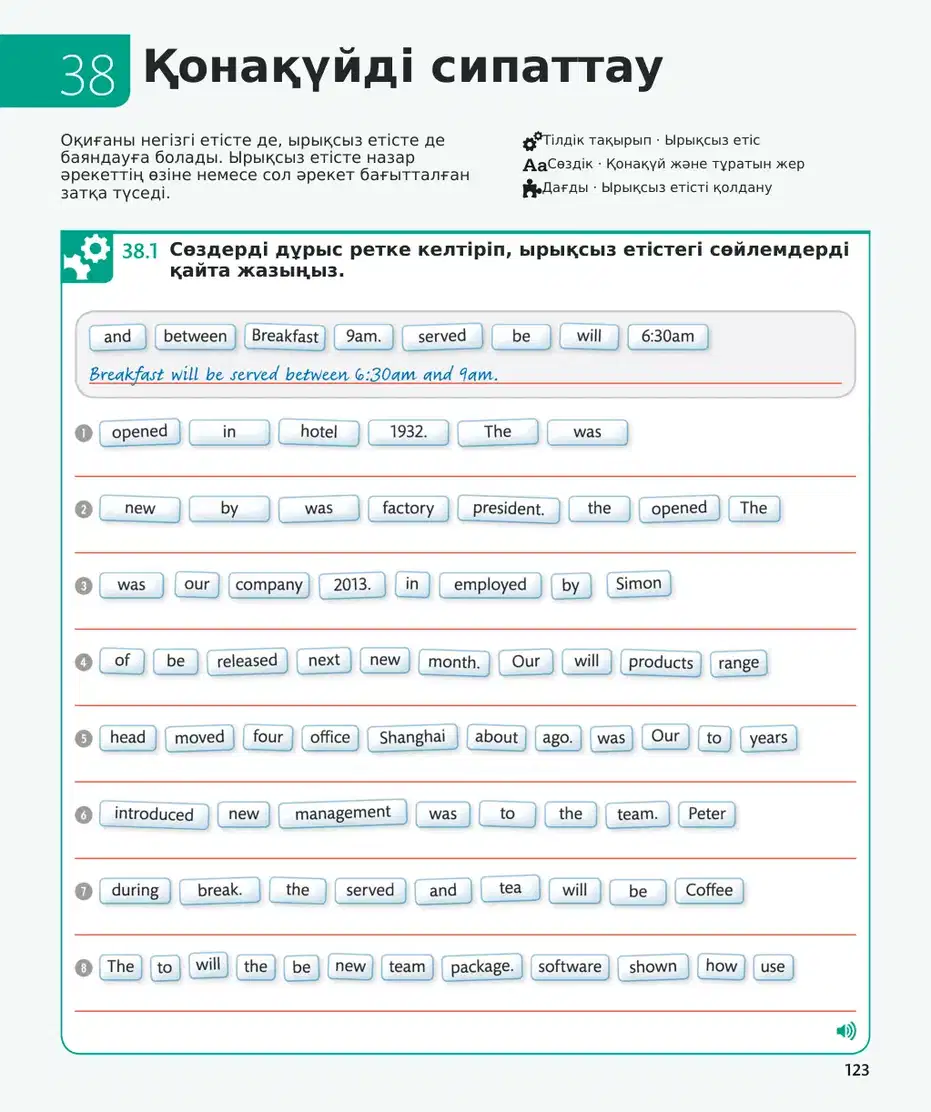 38
Қонақүйді сипаттау
Оқиғаны негізгі етісте де, ырықсыз етісте де
баяндауға болады. Ырықсыз етісте назар
әрекеттің өзіне немесе сол әрекет бағытталған
затқа түседі.
Тілдік тақырып · Ырықсыз етіс
Aa Сөздік · Қонақүй және тұратын жер
Дағды · Ырықсыз етісті қолдану
38.1 Сөздерді дұрыс ретке келтіріп, ырықсыз етістегі сөйлемдерді
қайта жазыңыз.
and between Breakfast 9am. served be will 6:30am
Breakfast will be served between 6:30am and 9am.
1 opened in hotel 1932. The was
2 new by was factory president. the opened The
3 was our company 2013. in employed by Simon
4 of be released next new month. Our will products range
5 head moved four office Shanghai about ago. was Our to years
6 introduced new management was to the team. Peter
7 during break. the served and tea will be Coffee
8 The to will the be new team package. software shown how use
123